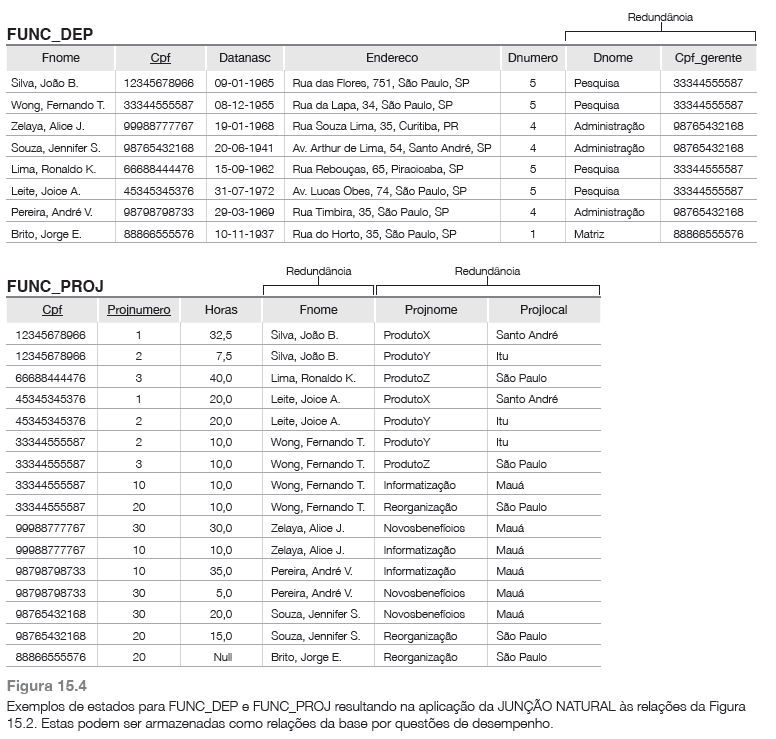 Redundância
FUNC_DEP
Fnome Cpf Datanasc Endereco Dnumero Dnome Cpf_gerente
Silva, João B. 12345678966 09-01-1965 Rua das Flores, 751, São Paulo, SP 5 Pesquisa 33344555587
Wong, Fernando T. 33344555587 08-12-1955 Rua da Lapa, 34, São Paulo, SP 5 Pesquisa 33344555587
Zelaya, Alice J. 99988777767 19-01-1968 Rua Souza Lima, 35, Curitiba, PR 4 Administração 98765432168
Souza, Jennifer S. 98765432168 20-06-1941 Av. Arthur de Lima, 54, Santo André, SP 4 Administração 98765432168
Lima, Ronaldo K. 66688444476 15-09-1962 Rua Rebouças, 65, Piracicaba, SP 5 Pesquisa 33344555587
Leite, Joice A. 45345345376 31-07-1972 Av. Lucas Obes, 74, São Paulo, SP 5 Pesquisa 33344555587
Pereira, André V. 98798798733 29-03-1969 Rua Timbira, 35, São Paulo, SP 4 Administração 98765432168
Brito, Jorge E. 88866555576 10-11-1937 Rua do Horto, 35, São Paulo, SP 1 Matriz 88866555576
Redundância Redundância
FUNC_PROJ
Cpf Projnumero Horas Fnome Projnome Projlocal
12345678966 1 32,5 Silva, João B. ProdutoX Santo André
12345678966 2 7,5 Silva, João B. ProdutoY Itu
66688444476 3 40,0 Lima, Ronaldo K. ProdutoZ São Paulo
45345345376 1 20,0 Leite, Joice A. ProdutoX Santo André
45345345376 2 20,0 Leite, Joice A. ProdutoY Itu
33344555587 2 10,0 Wong, Fernando T. ProdutoY Itu
33344555587 3 10,0 Wong, Fernando T. ProdutoZ São Paulo
33344555587 10 10,0 Wong, Fernando T. Informatização Mauá
33344555587 20 10,0 Wong, Fernando T. Reorganização São Paulo
99988777767 30 30,0 Zelaya, Alice J. Novosbenefícios Mauá
99988777767 10 10,0 Zelaya, Alice J. Informatização Mauá
98798798733 10 35,0 Pereira, André V. Informatização Mauá
98798798733 30 5,0 Pereira, André V. Novosbenefícios Mauá
98765432168 30 20,0 Souza, Jennifer S. Novosbenefícios Mauá
98765432168 20 15,0 Souza, Jennifer S. Reorganização São Paulo
88866555576 20 Null Brito, Jorge E. Reorganização São Paulo
Figura 15.4
Exemplos de estados para FUNC_DEP e FUNC_PROJ resultando na aplicação da JUNÇÃO NATURAL às relações da Figura
15.2. Estas podem ser armazenadas como relações da base por questões de desempenho.